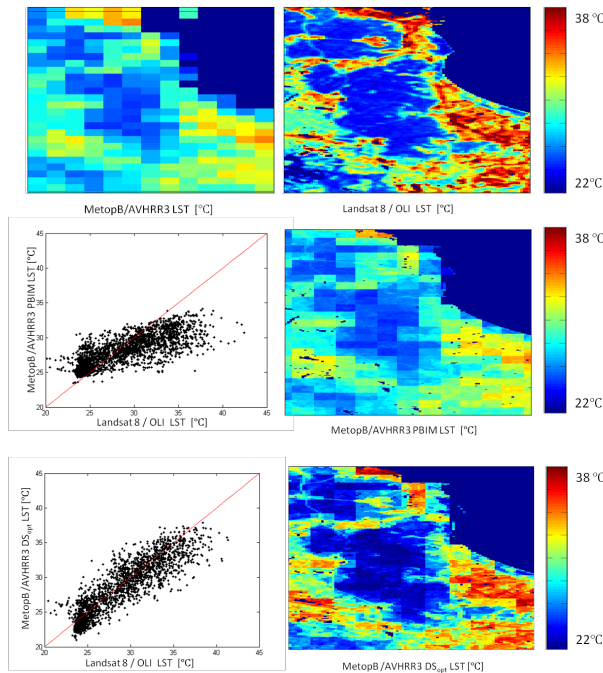 38 °C
22°C
MetopB/AVHRR3 LST [°C]
Landsat 8 / OLI LST [°C]
45
40
35
30
25
20
MetopB/AVHRR3 PBIM LST [°C]
20 25 30 35 40 45
Landsat 8 / OLI LST [°C]
38 °C
22°C
MetopB/AVHRR3 PBIM LST [°C]
45
40
35
30
25
20
MetopB/AVHRR3 DSopt LST [°C]
20 25 30 35 40 45
Landsat 8 / OLI LST [°C]
38 °C
22°C
MetopB/AVHRR3 DSopt LST [°C]